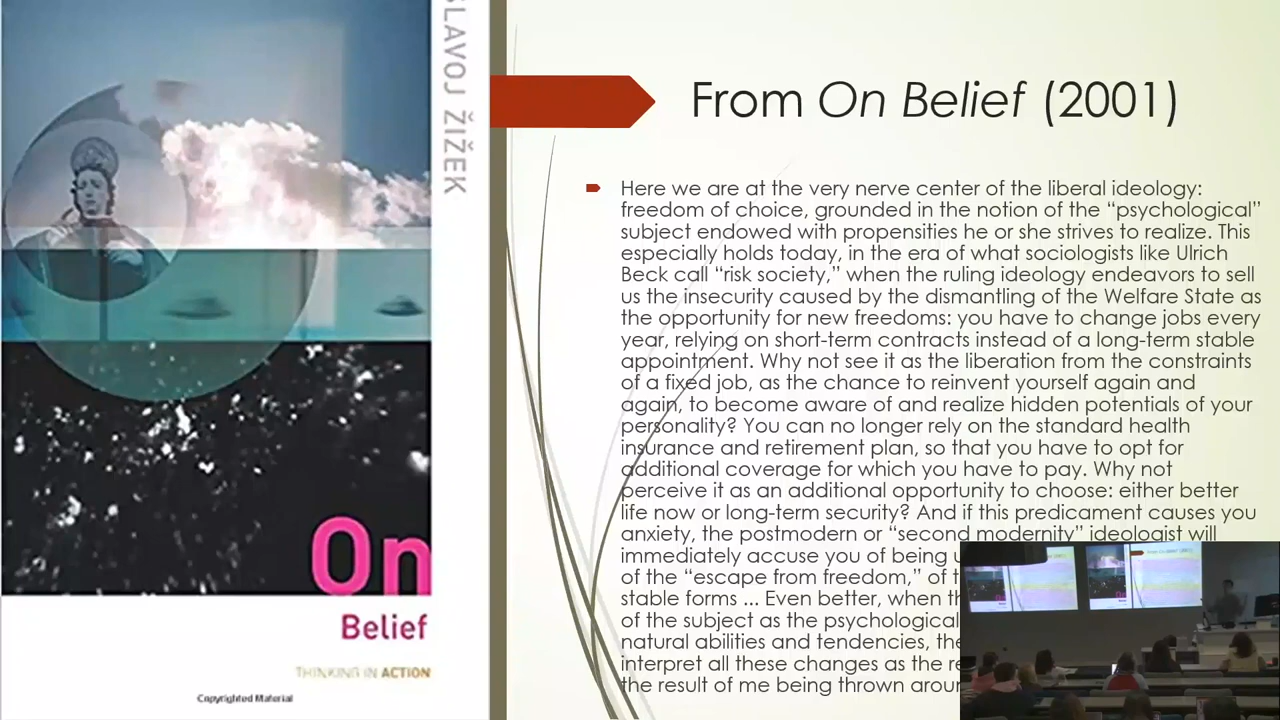 SLAVOJ ŽIŽEK
On
Belief
THINKING IN ACTION
Copyrighted Material
From On Belief (2001)
Here we are at the very nerve center of the liberal ideology:
freedom of choice, grounded in the notion of the “psychological”
subject endowed with propensities he or she strives to realize. This
especially holds today, in the era of what sociologists like Ulrich
Beck call “risk society,” when the ruling ideology endeavors to sell
us the insecurity caused by the dismantling of the Welfare State as
the opportunity for new freedoms: you have to change jobs every
year, relying on short-term contracts instead of a long-term stable
appointment. Why not see it as the liberation from the constraints
of a fixed job, as the chance to reinvent yourself again and
again, to become aware of and realize hidden potentials of your
personality? You can no longer rely on the standard health
insurance and retirement plan, so that you have to opt for
additional coverage for which you have to pay. Why not
perceive it as an additional opportunity to choose: either better
life now or long-term security? And if this predicament causes you
anxiety, the postmodern or “second modernity” ideologist will
immediately accuse you of being
of the “escape from freedom,” of
stable forms ... Even better, when
of the subject as the psychological
natural abilities and tendencies,
interpret all these changes as the
the result of me being thrown